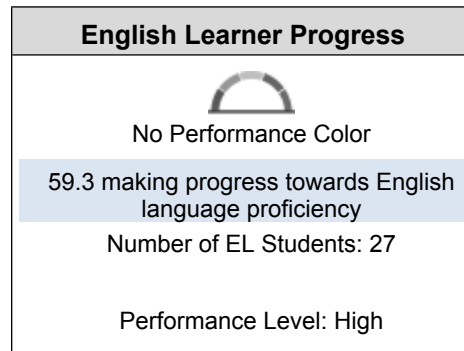 English Learner Progress
No Performance Color
59.3 making progress towards English
language proficiency
Number of EL Students: 27
Performance Level: High